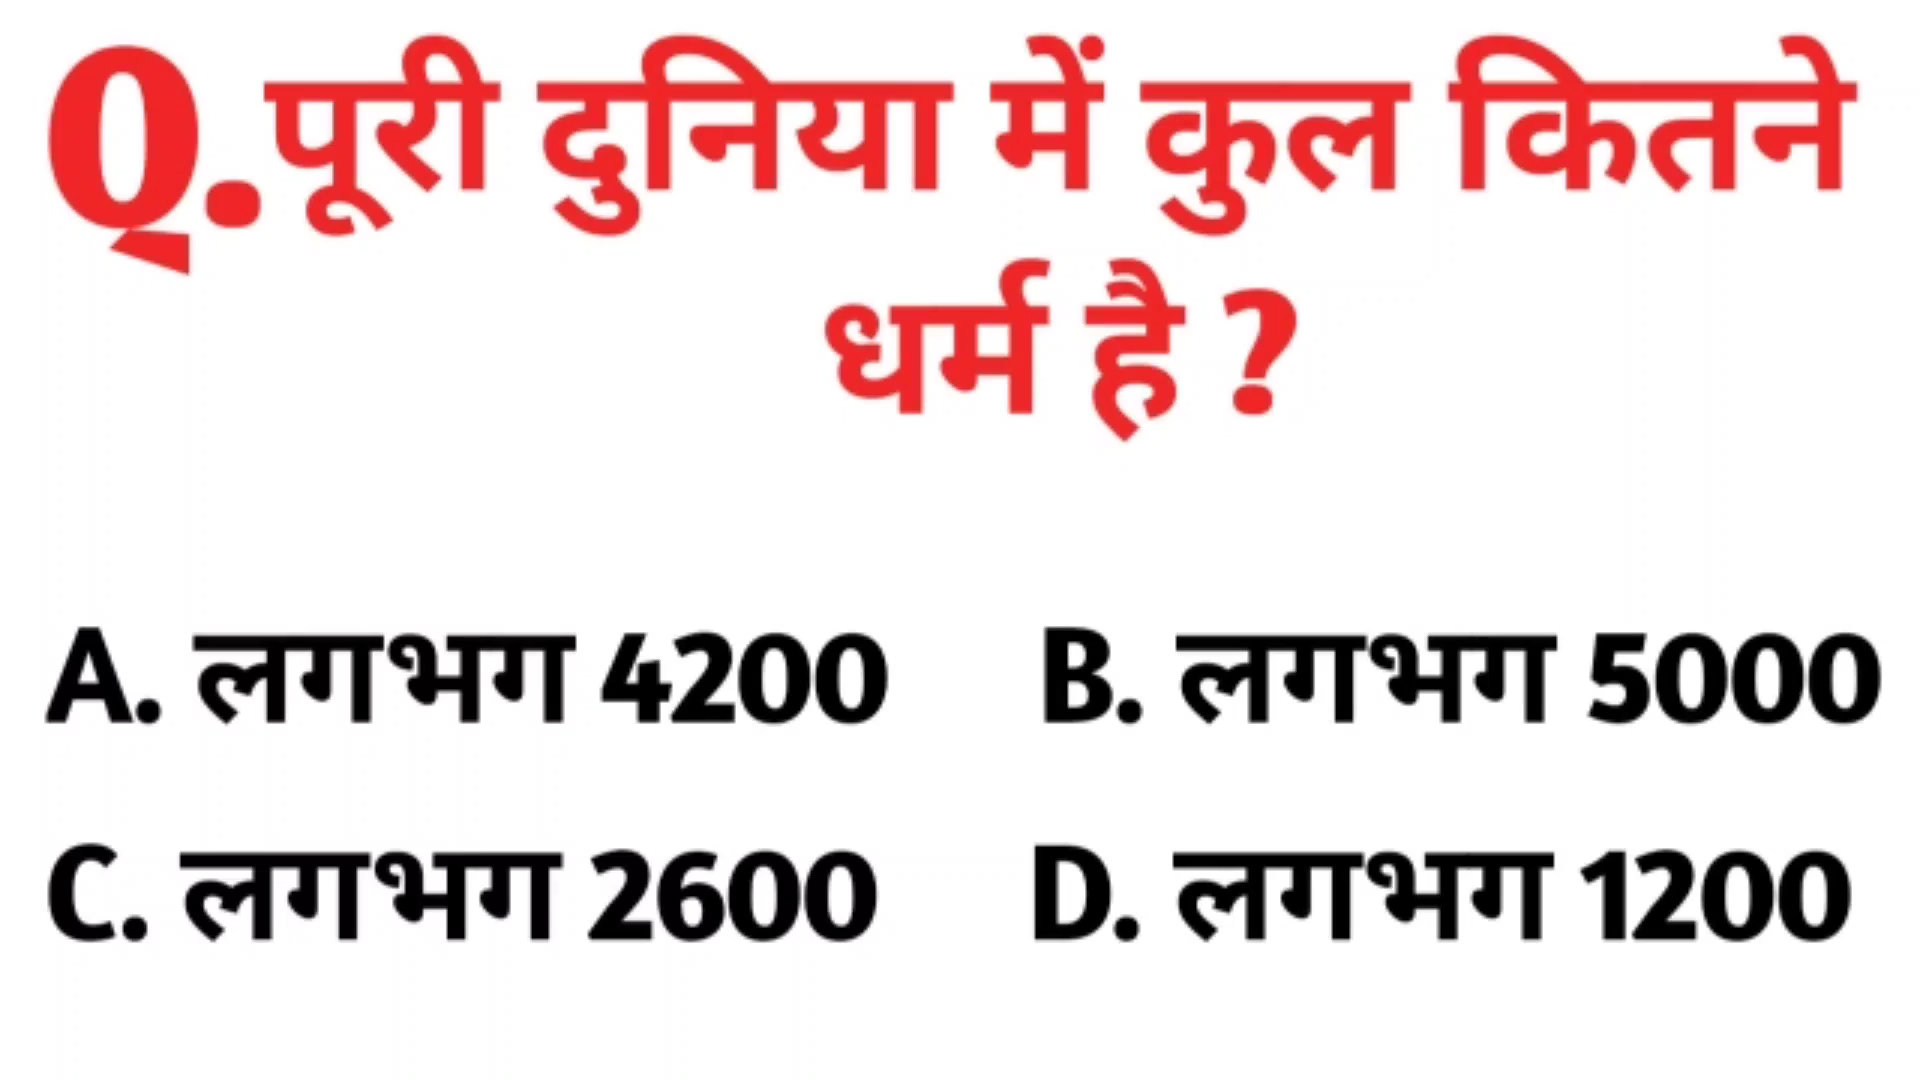 Q.पूरी दुनिया में कुल कितने
धर्म है ?
A. लगभग 4200 B. लगभग 5000
C. लगभग 2600 D. लगभग 1200